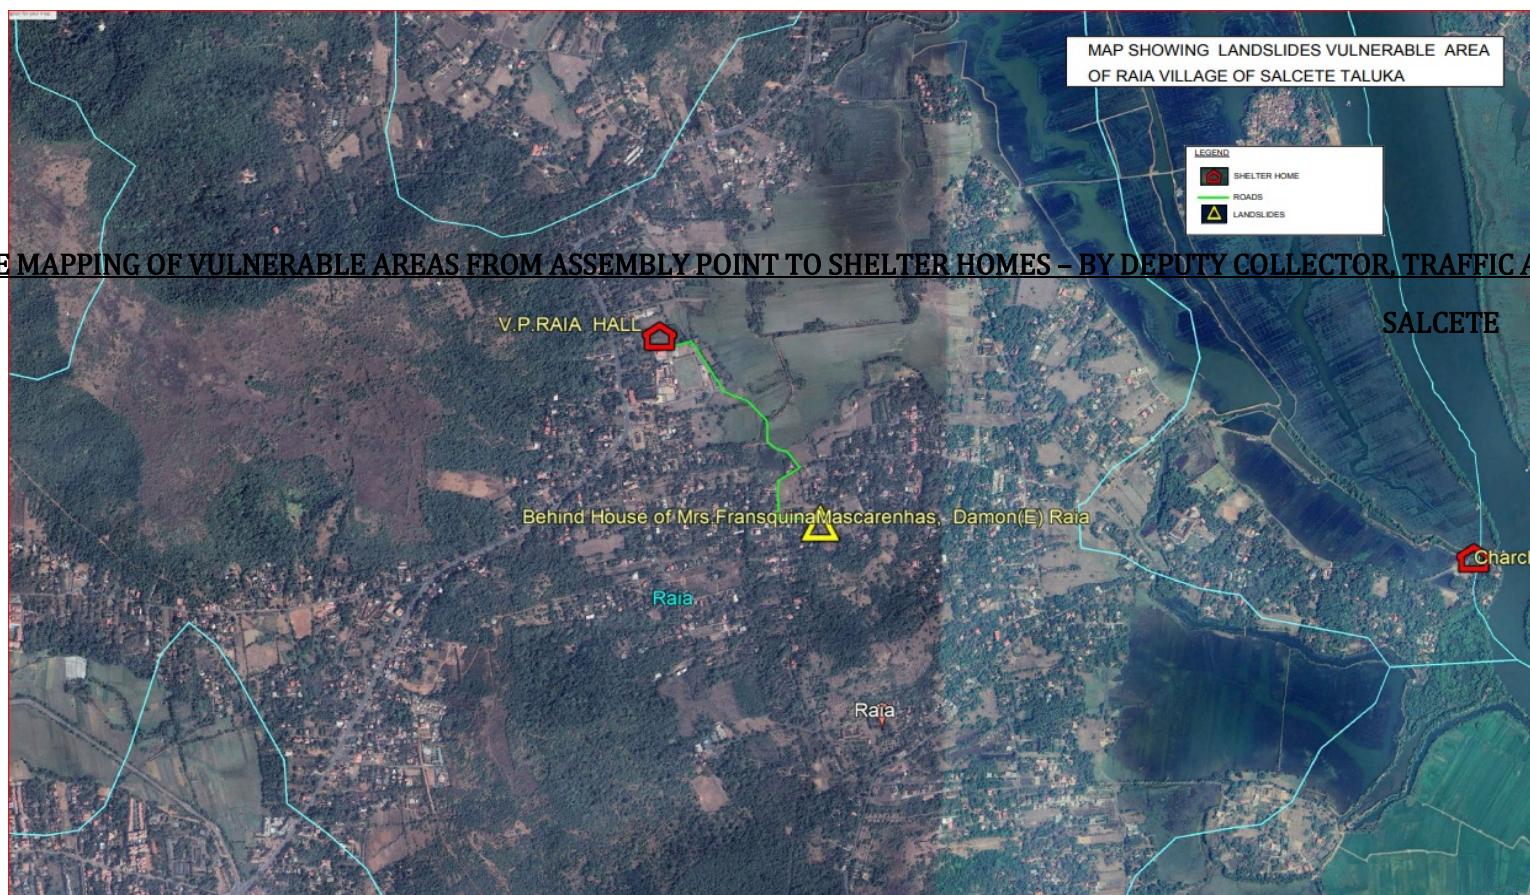 MAP SHOWING LANDSLIDES VULNERABLE AREA
OF RAIA VILLAGE OF SALCETE TALUKA
LEGEND
SHELTER HOME
ROADS
LANDSLIDES
E MAPPING OF VULNERABLE AREAS FROM ASSEMBLY POINT TO SHELTER HOMES – BY DEPUTY COLLECTOR, TRAFFIC A
SALCETE
V.P.RAIA HALL
Behind House of Mrs.FransquinaMascarenhas, Damon(E) Raia
Charch
Raia
Raia